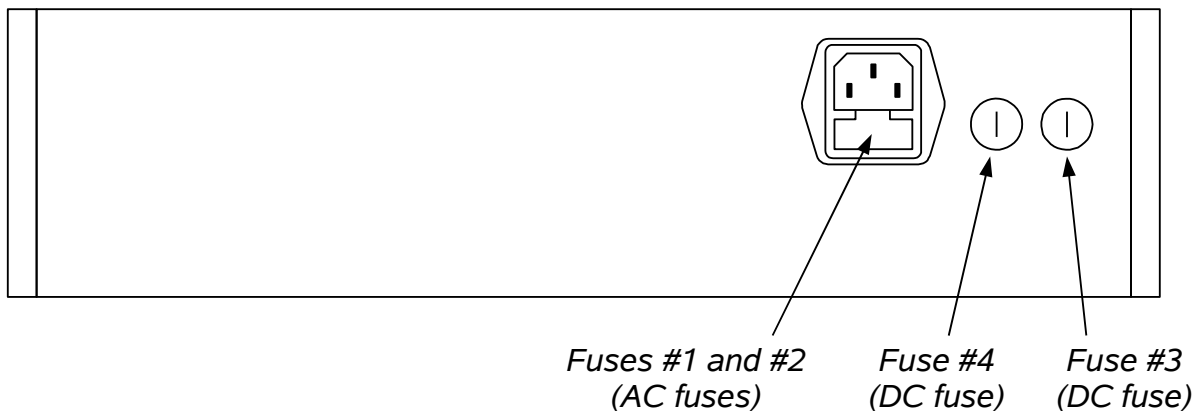 Fuses #1 and #2
(AC fuses)
Fuse #4
(DC fuse)
Fuse #3
(DC fuse)